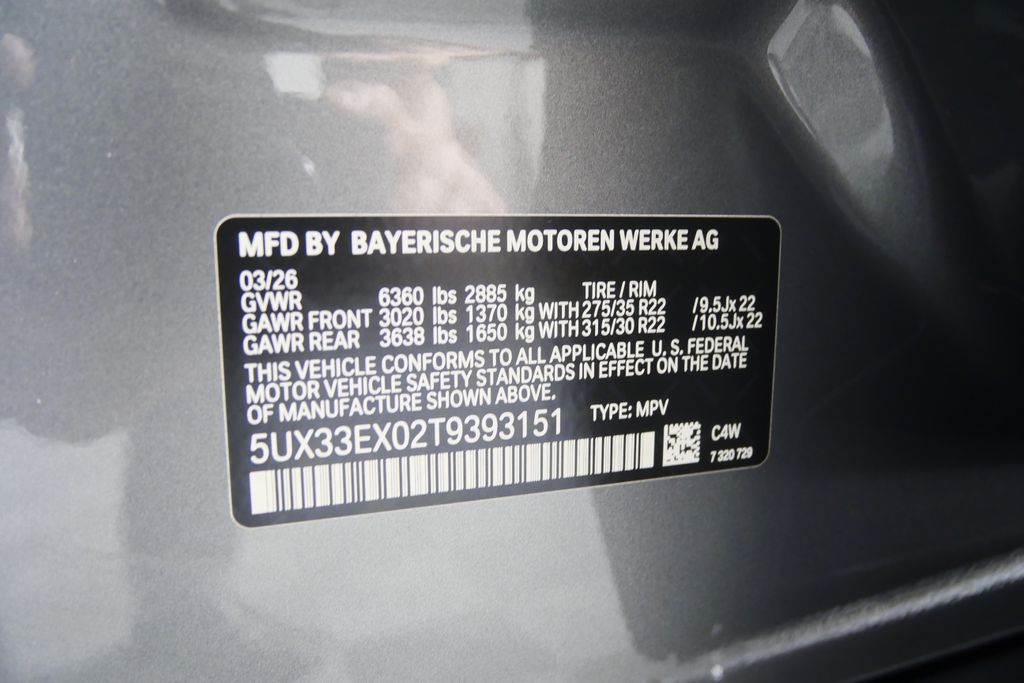 MFD BY BAYERISCHE MOTOREN WERKE AG
03/26
GVWR 6360 lbs 2885 kg TIRE / RIM
GAWR FRONT 3020 lbs 1370 kg WITH 275/35 R22 /9.5Jx 22
GAWR REAR 3638 lbs 1650 kg WITH 315/30 R22 /10.5Jx 22
THIS VEHICLE CONFORMS TO ALL APPLICABLE U. S. FEDERAL
MOTOR VEHICLE SAFETY STANDARDS IN EFFECT ON THE DATE
OF MANUFACTURE SHOWN ABOVE.
5UX33EX02T9393151 TYPE: MPV
C4W
7 320 729